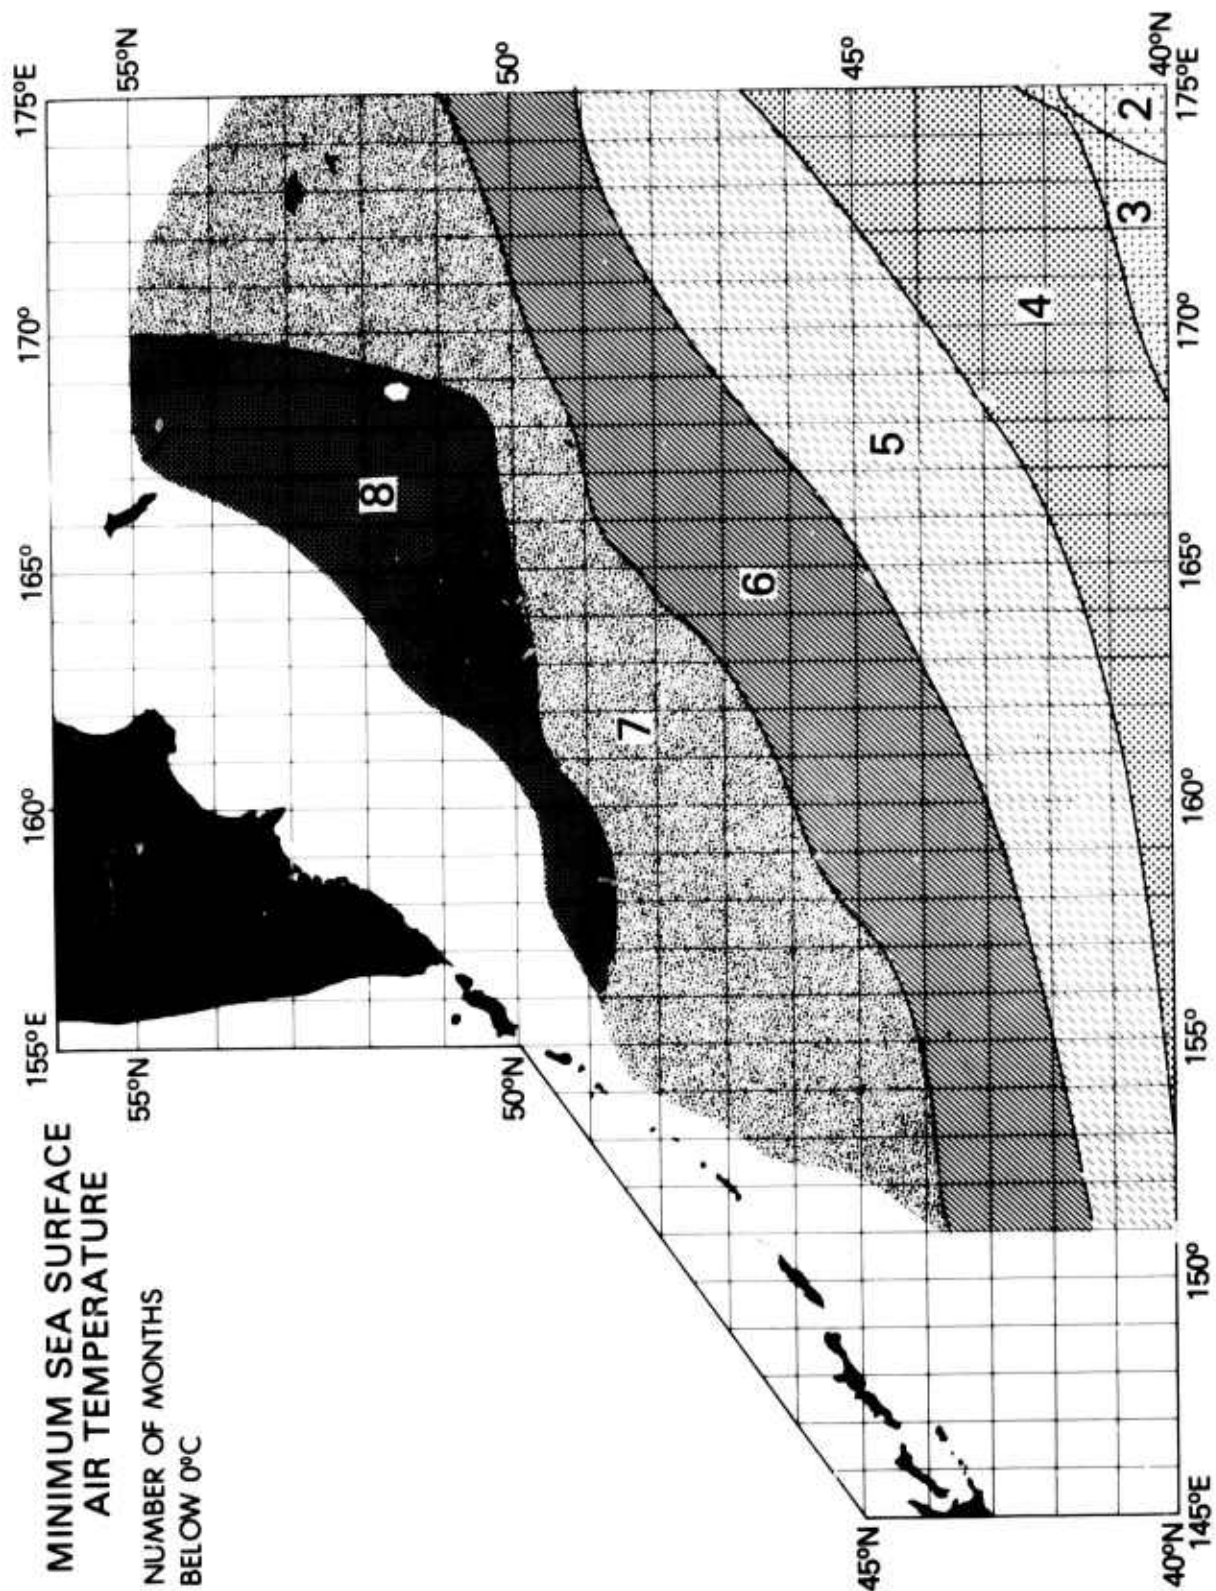 MINIMUM SEA SURFACE
AIR TEMPERATURE
NUMBER OF MONTHS
BELOW 0ºC
155ºE
160º
165º
170º
175ºE
55ºN
55ºN
50ºN
50º
45ºN
45º
40ºN
40ºN
145ºE
150º
155º
160º
165º
170º
175ºE
8
7
6
5
4
3
2